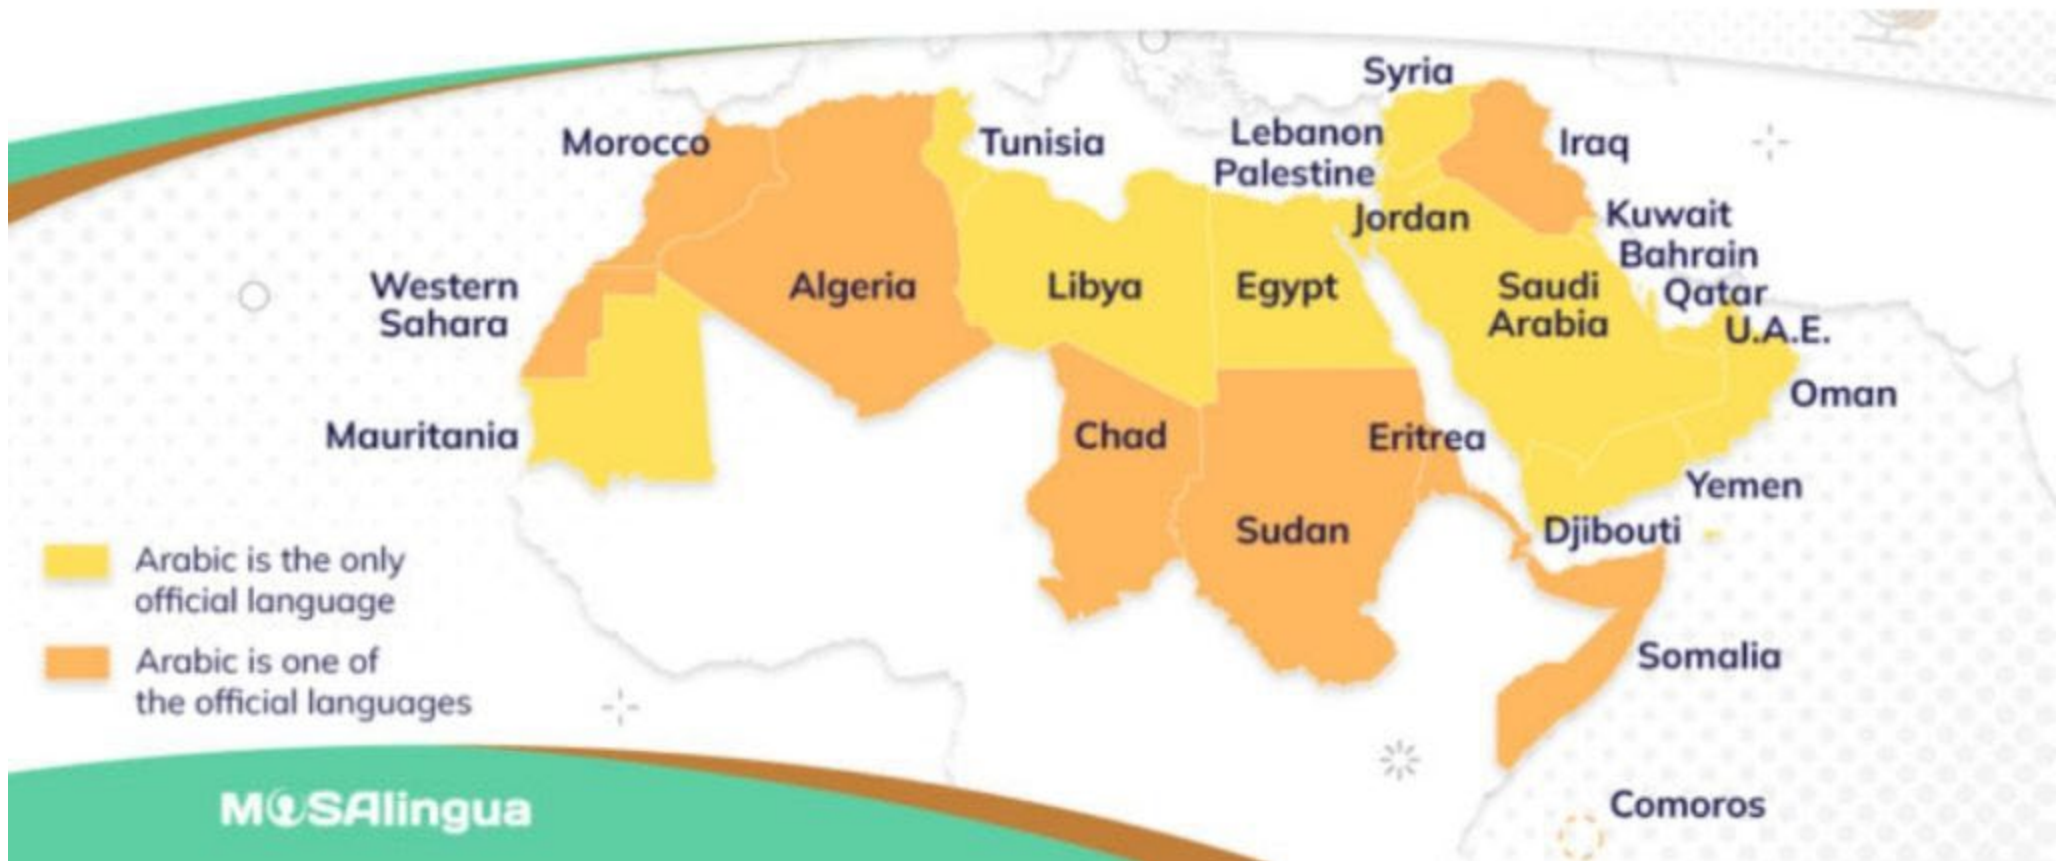 Syria
Morocco
Tunisia
Lebanon
Iraq
Palestine
Jordan
Kuwait
Bahrain
Western
Sahara
Algeria
Libya
Egypt
Saudi
Arabia
Qatar
U.A.E.
Oman
Mauritania
Chad
Eritrea
Yemen
Sudan
Djibouti
Arabic is the only
official language
Arabic is one of
the official languages
Somalia
Comoros
MOSAlingua